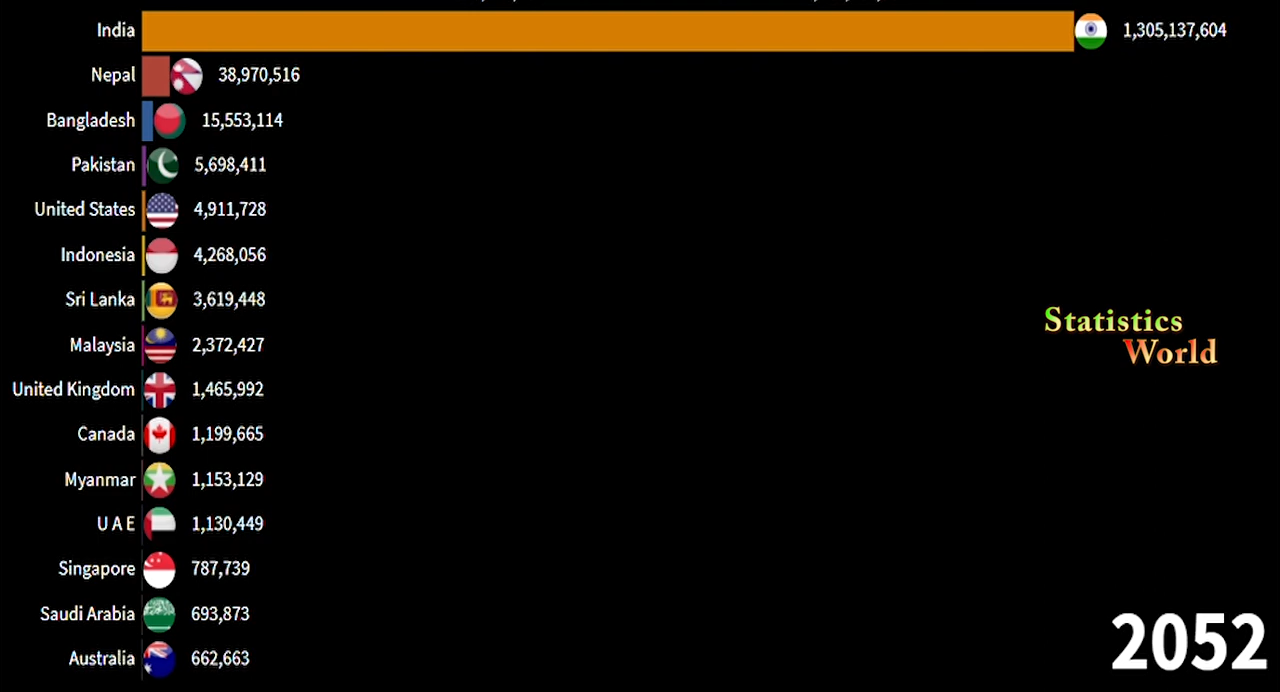 India 1,305,137,604
Nepal 38,970,516
Bangladesh 15,553,114
Pakistan 5,698,411
United States 4,911,728
Indonesia 4,268,056
Sri Lanka 3,619,448
Malaysia 2,372,427
United Kingdom 1,465,992
Canada 1,199,665
Myanmar 1,153,129
U A E 1,130,449
Singapore 787,739
Saudi Arabia 693,873
Australia 662,663
Statistics
World
2052